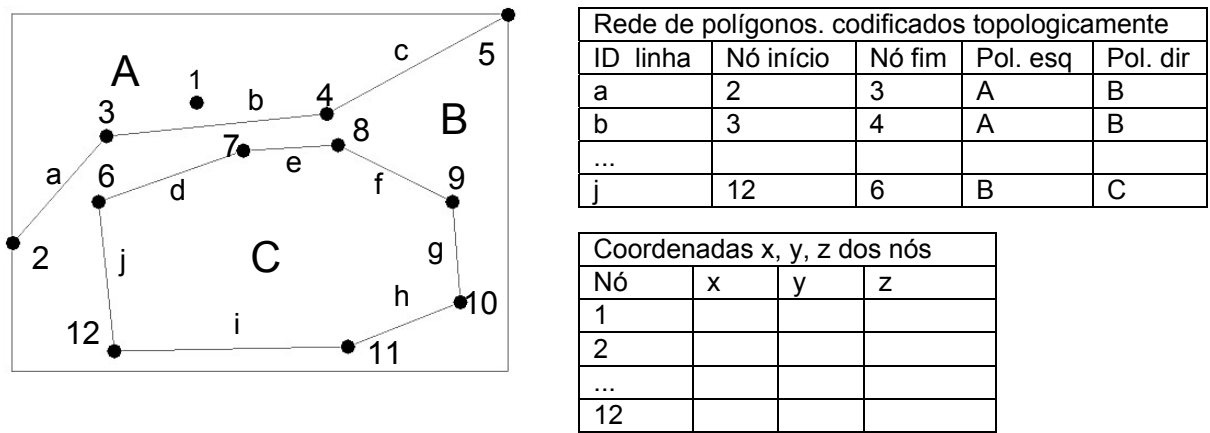 A
1
c
5
3
b
4
B
7
8
e
a
6
d
f
9
2
j
C
g
h
10
12
i
11
Rede de polígonos. codificados topologicamente
ID linha Nó início Nó fim Pol. esq Pol. dir
a 2 3 A B
b 3 4 A B
...
j 12 6 B C
Coordenadas x, y, z dos nós
Nó x y z
1
2
...
12